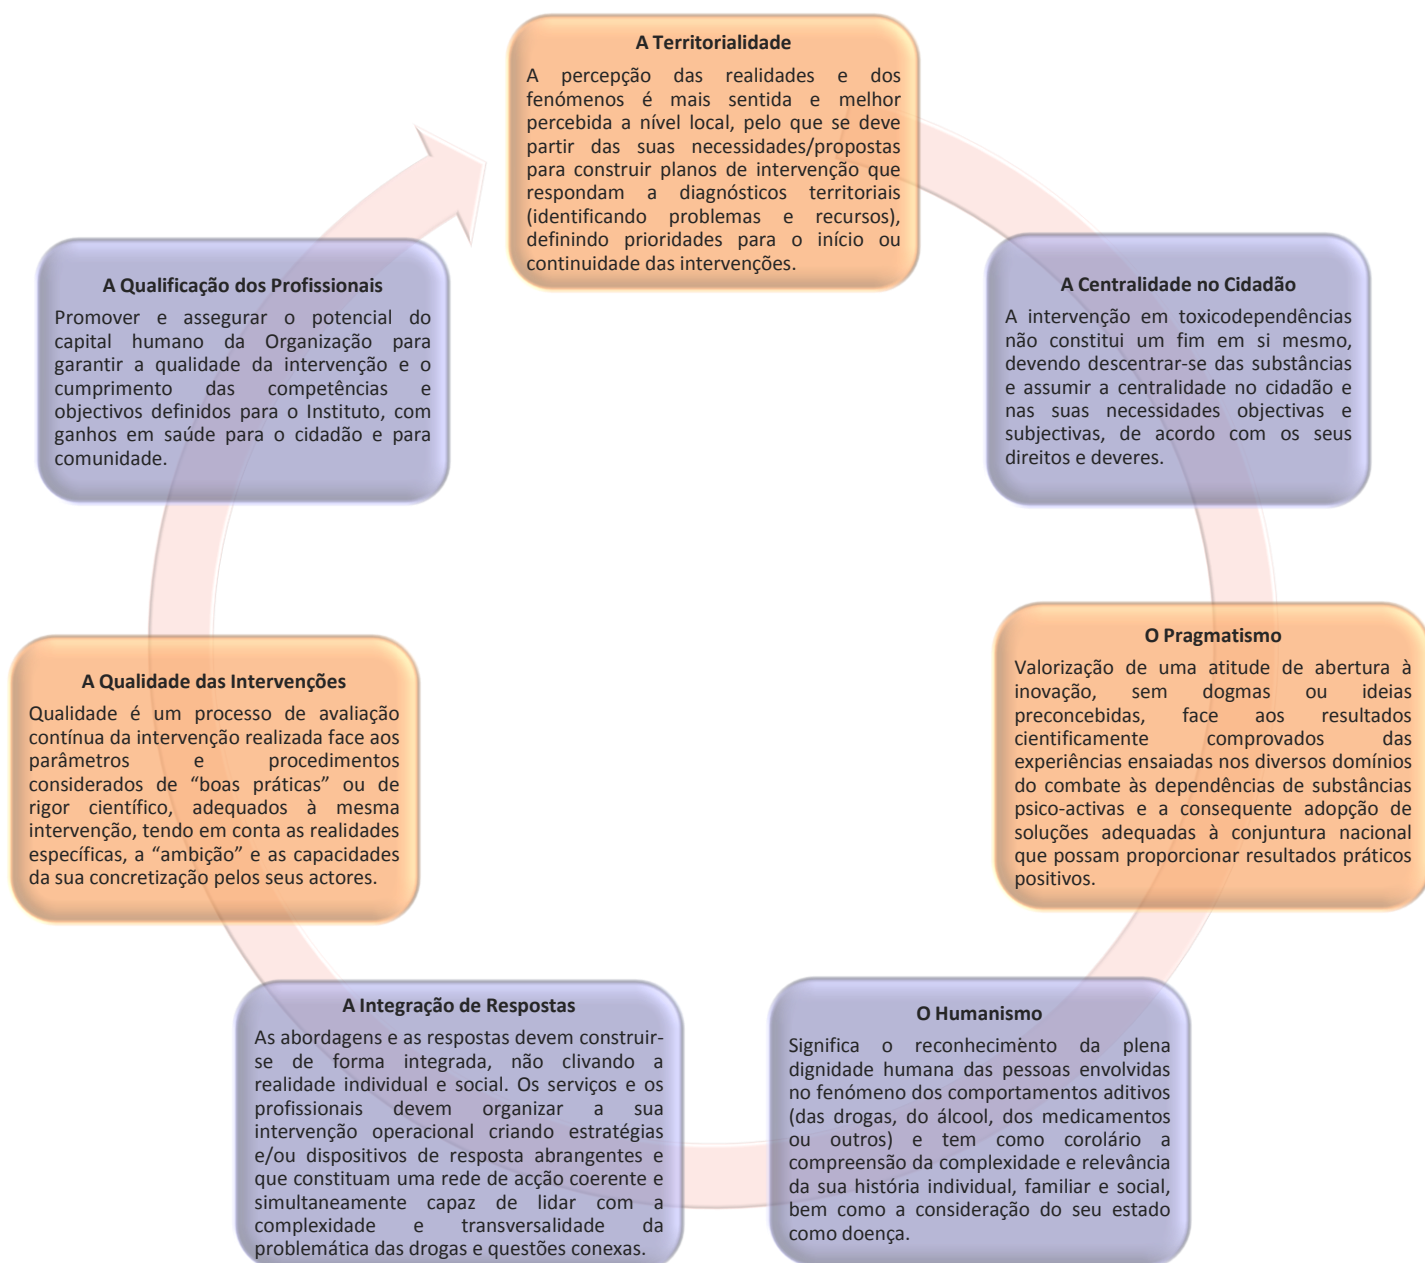 A Territorialidade
A percepção das realidades e dos
fenómenos é mais sentida e melhor
percebida a nível local, pelo que se deve
partir das suas necessidades/propostas
para construir planos de intervenção que
respondam a diagnósticos territoriais
(identificando problemas e recursos),
definindo prioridades para o início ou
continuidade das intervenções.
A Centralidade no Cidadão
A intervenção em toxicodependências
não constitui um fim em si mesmo,
devendo descentrar-se das substâncias
e assumir a centralidade no cidadão e
nas suas necessidades objectivas e
subjectivas, de acordo com os seus
direitos e deveres.
O Pragmatismo
Valorização de uma atitude de abertura à
inovação, sem dogmas ou ideias
preconcebidas, face aos resultados
cientificamente comprovados das
experiências ensaiadas nos diversos domínios
do combate às dependências de substâncias
psico-activas e a consequente adopção de
soluções adequadas à conjuntura nacional
que possam proporcionar resultados práticos
positivos.
O Humanismo
Significa o reconhecimento da plena
dignidade humana das pessoas envolvidas
no fenómeno dos comportamentos aditivos
(das drogas, do álcool, dos medicamentos
ou outros) e tem como corolário a
compreensão da complexidade e relevância
da sua história individual, familiar e social,
bem como a consideração do seu estado
como doença.
A Integração de Respostas
As abordagens e as respostas devem construir-
se de forma integrada, não clivando a
realidade individual e social. Os serviços e os
profissionais devem organizar a sua
intervenção operacional criando estratégias
e/ou dispositivos de resposta abrangentes e
que constituam uma rede de acção coerente e
simultaneamente capaz de lidar com a
complexidade e transversalidade da
problemática das drogas e questões conexas.
A Qualidade das Intervenções
Qualidade é um processo de avaliação
contínua da intervenção realizada face aos
parâmetros e procedimentos
considerados de “boas práticas” ou de
rigor científico, adequados à mesma
intervenção, tendo em conta as realidades
específicas, a “ambição” e as capacidades
da sua concretização pelos seus actores.
A Qualificação dos Profissionais
Promover e assegurar o potencial do
capital humano da Organização para
garantir a qualidade da intervenção e o
cumprimento das competências e
objectivos definidos para o Instituto, com
ganhos em saúde para o cidadão e para
comunidade.